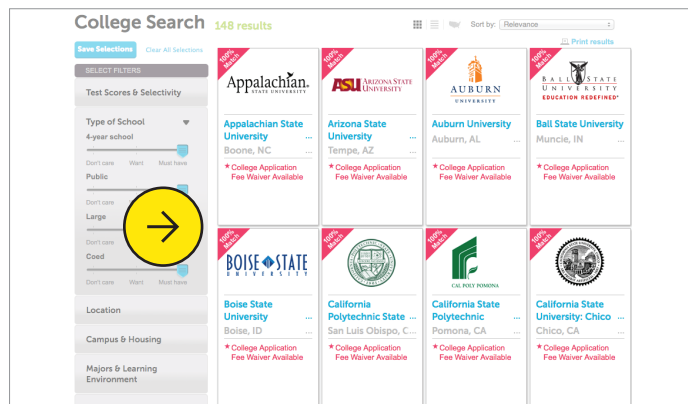 College Search
148 results
Sort by: Relevance
Print results
Save Selections
Clear All Selections
SELECT FILTERS
Test Scores & Selectivity
Type of School
4-year school
Don't care Want Must have
Public
Don't care
Large
Don't care
Coed
Don't care Want Must have
Location
Campus & Housing
Majors & Learning
Environment
100%
Match
Appalachian
STATE UNIVERSITY
Appalachian State
University ...
Boone, NC ...
* College Application
Fee Waiver Available
100%
Match
ASU ARIZONA STATE
UNIVERSITY
Arizona State
University ...
Tempe, AZ ...
* College Application
Fee Waiver Available
100%
Match
AUBURN
UNIVERSITY
Auburn University
Auburn, AL ...
* College Application
Fee Waiver Available
100%
Match
BALL STATE
UNIVERSITY
EDUCATION REDEFINED®
Ball State University
Muncie, IN ...
* College Application
Fee Waiver Available
100%
Match
BOISE STATE
UNIVERSITY
Boise State
University ...
Boise, ID ...
* College Application
Fee Waiver Available
100%
Match
California
Polytechnic State ...
San Luis Obispo, C...
* College Application
Fee Waiver Available
100%
Match
CAL POLY POMONA
California State
Polytechnic ...
Pomona, CA ...
* College Application
Fee Waiver Available
100%
Match
California State
University: Chico ...
Chico, CA ...
* College Application
Fee Waiver Available